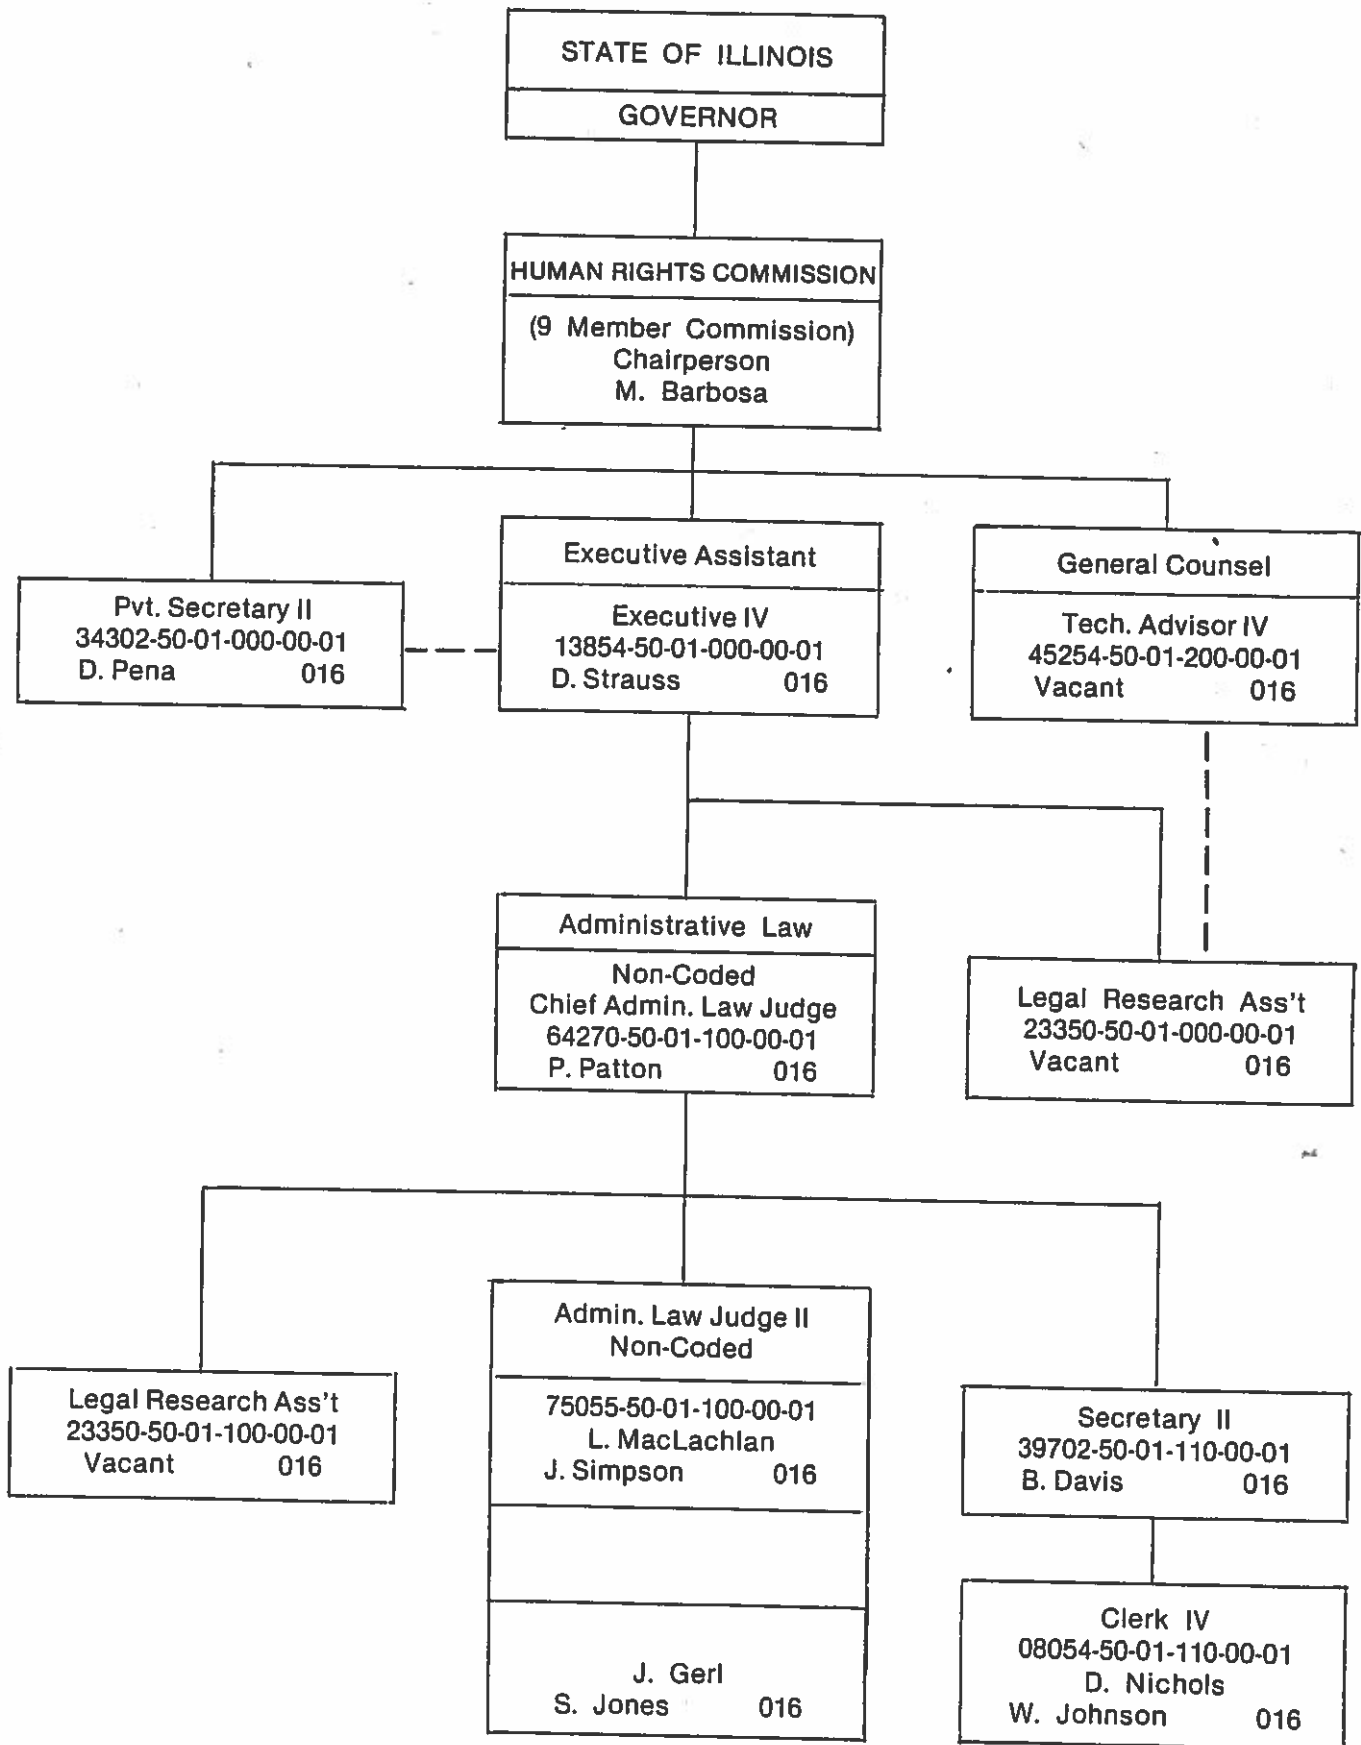 STATE OF ILLINOIS
GOVERNOR
HUMAN RIGHTS COMMISSION
(9 Member Commission)
Chairperson
M. Barbosa
Pvt. Secretary II
34302-50-01-000-00-01
D. Pena 016
Executive Assistant
Executive IV
13854-50-01-000-00-01
D. Strauss 016
General Counsel
Tech. Advisor IV
45254-50-01-200-00-01
Vacant 016
Administrative Law
Non-Coded
Chief Admin. Law Judge
64270-50-01-100-00-01
P. Patton 016
Legal Research Ass't
23350-50-01-000-00-01
Vacant 016
Legal Research Ass't
23350-50-01-100-00-01
Vacant 016
Admin. Law Judge II
Non-Coded
75055-50-01-100-00-01
L. MacLachlan
J. Simpson 016
J. Gerl
S. Jones 016
Secretary II
39702-50-01-110-00-01
B. Davis 016
Clerk IV
08054-50-01-110-00-01
D. Nichols
W. Johnson 016